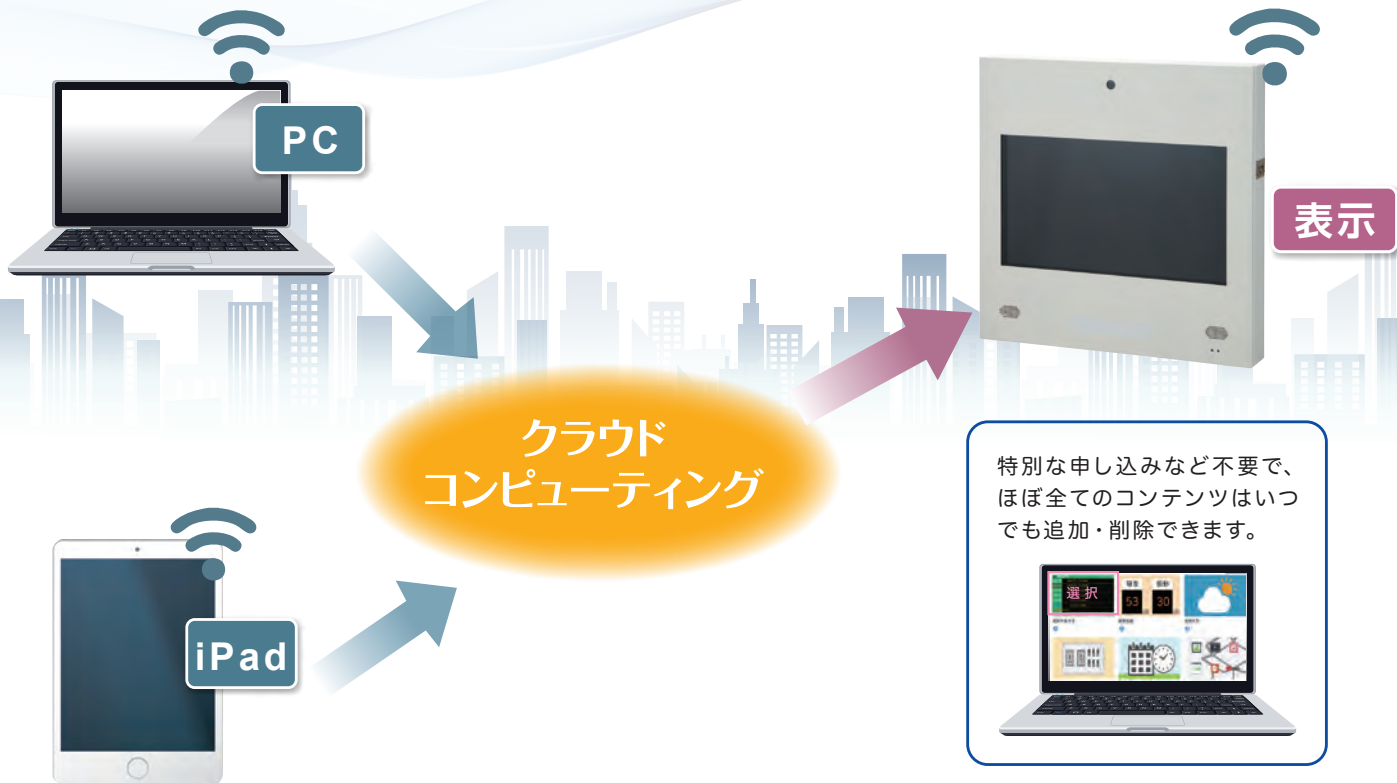 PC
表示
クラウド
コンピューティング
iPad
特別な申し込みなど不要で、
ほぼ全てのコンテンツはいつ
でも追加・削除できます。
選択
53
30